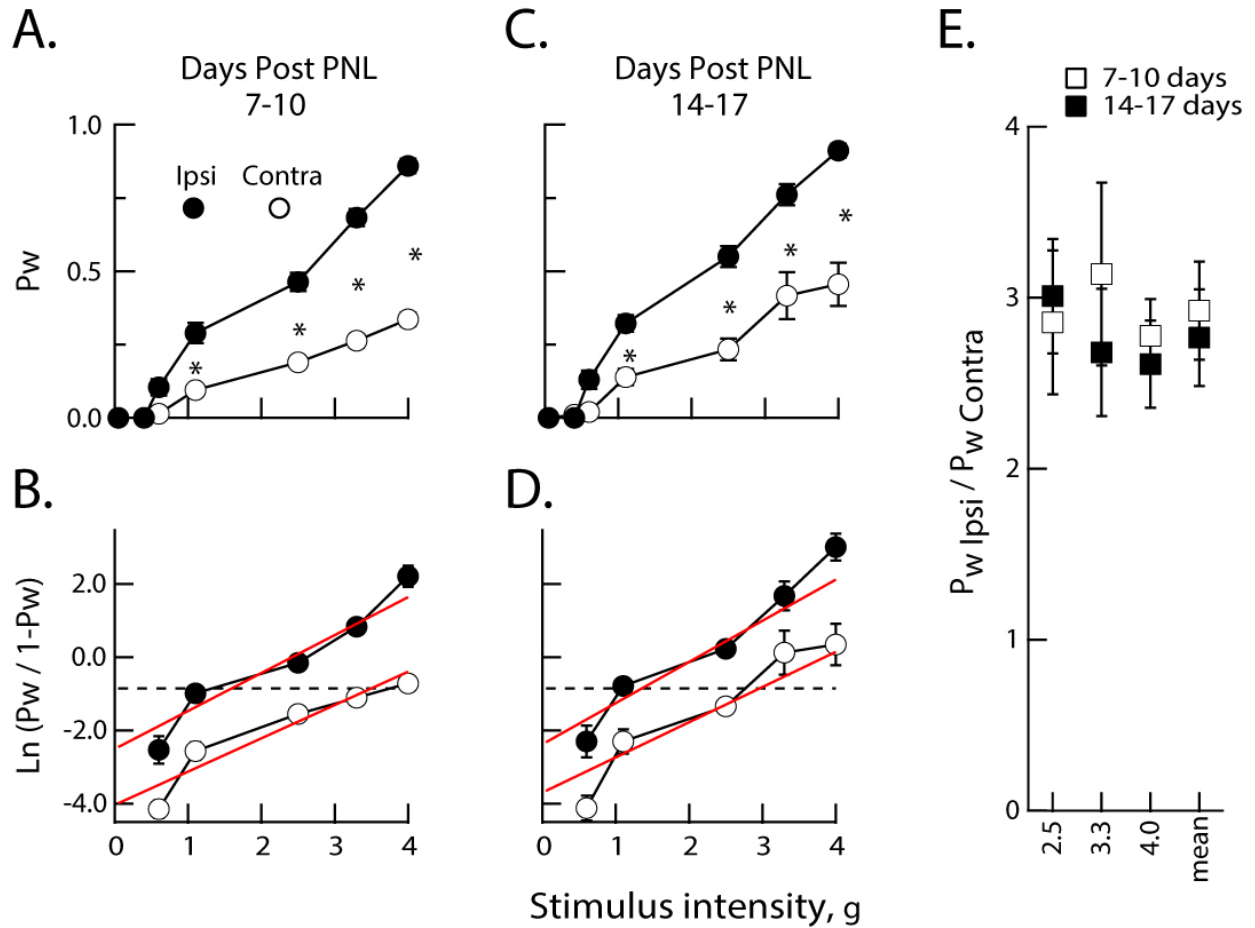 A.
Days Post PNL
7-10
1.0
0.5
0.0
Pw
Ipsi
Contra
*
*
*
*
B.
2.0
0.0
-2.0
-4.0
Ln (Pw / 1-Pw)
0
1
2
3
4
C.
Days Post PNL
14-17
*
*
*
*
D.
0
1
2
3
4
Stimulus intensity, g
E.
7-10 days
14-17 days
4
3
2
1
0
Pw Ipsi / Pw Contra
2.5
3.3
4.0
mean